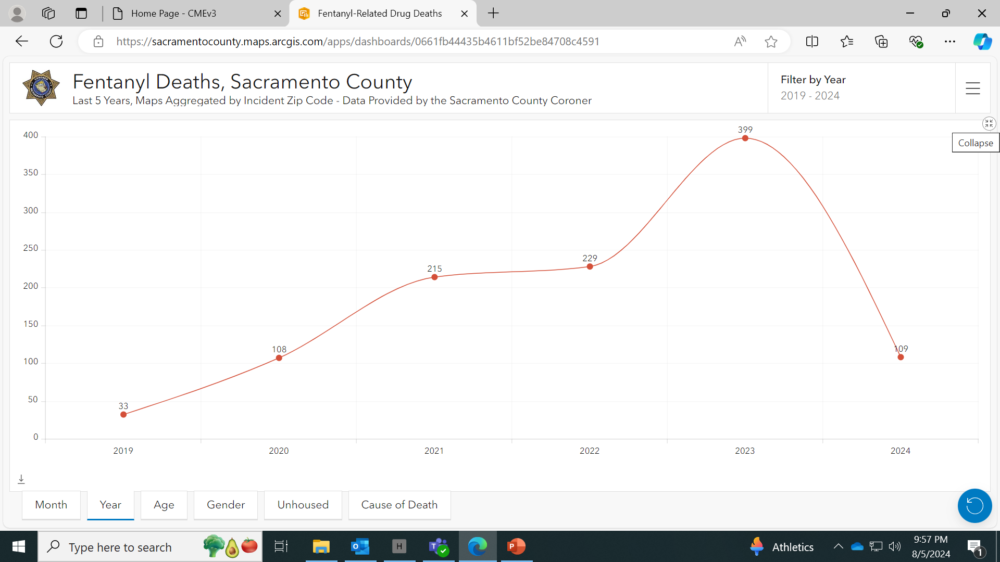 Home Page - CMEv3
Fentanyl-Related Drug Deaths
https://sacramentocounty.maps.arcgis.com/apps/dashboards/0661fb44435b4611bf52be84708c4591
Fentanyl Deaths, Sacramento County
Last 5 Years, Maps Aggregated by Incident Zip Code - Data Provided by the Sacramento County Coroner
Filter by Year
2019 - 2024
Collapse
400
350
300
250
200
150
100
50
0
33
108
215
229
399
109
2019
2020
2021
2022
2023
2024
Month
Year
Age
Gender
Unhoused
Cause of Death
Type here to search
Athletics
9:57 PM
8/5/2024
1